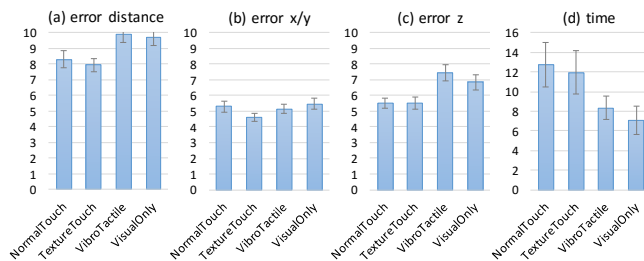 (a) error distance
10
9
8
7
6
5
4
3
2
1
0
NormalTouch
TextureTouch
VibroTactile
VisualOnly
(b) error x/y
10
9
8
7
6
5
4
3
2
1
0
NormalTouch
TextureTouch
VibroTactile
VisualOnly
(c) error z
10
9
8
7
6
5
4
3
2
1
0
NormalTouch
TextureTouch
VibroTactile
VisualOnly
(d) time
16
14
12
10
8
6
4
2
0
NormalTouch
TextureTouch
VibroTactile
VisualOnly